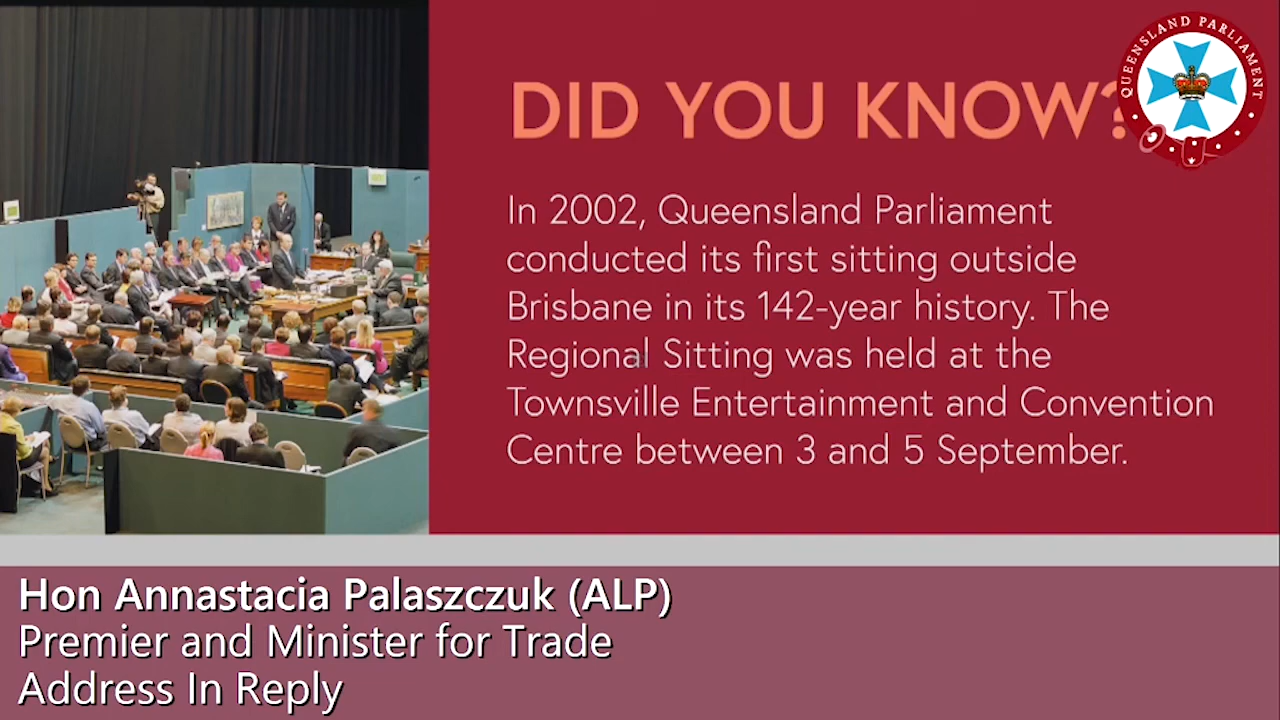 DID YOU KNOW?
QUEENSLAND PARLIAMENT
In 2002, Queensland Parliament
conducted its first sitting outside
Brisbane in its 142-year history. The
Regional Sitting was held at the
Townsville Entertainment and Convention
Centre between 3 and 5 September.
Hon Annastacia Palaszczuk (ALP)
Premier and Minister for Trade
Address In Reply